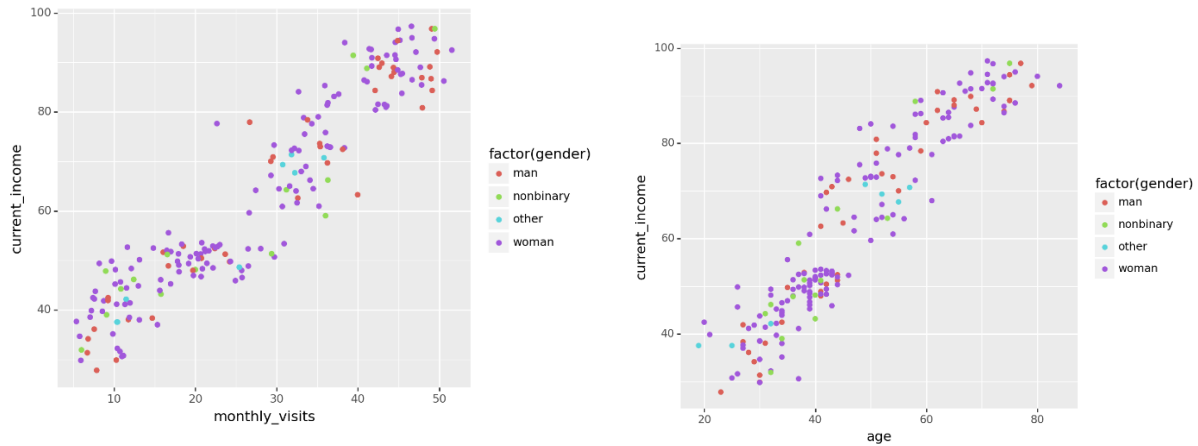 100
80
60
40
current_income
10
20
30
40
50
monthly_visits
factor(gender)
man
nonbinary
other
woman
100
80
60
40
current_income
20
40
60
80
age
factor(gender)
man
nonbinary
other
woman